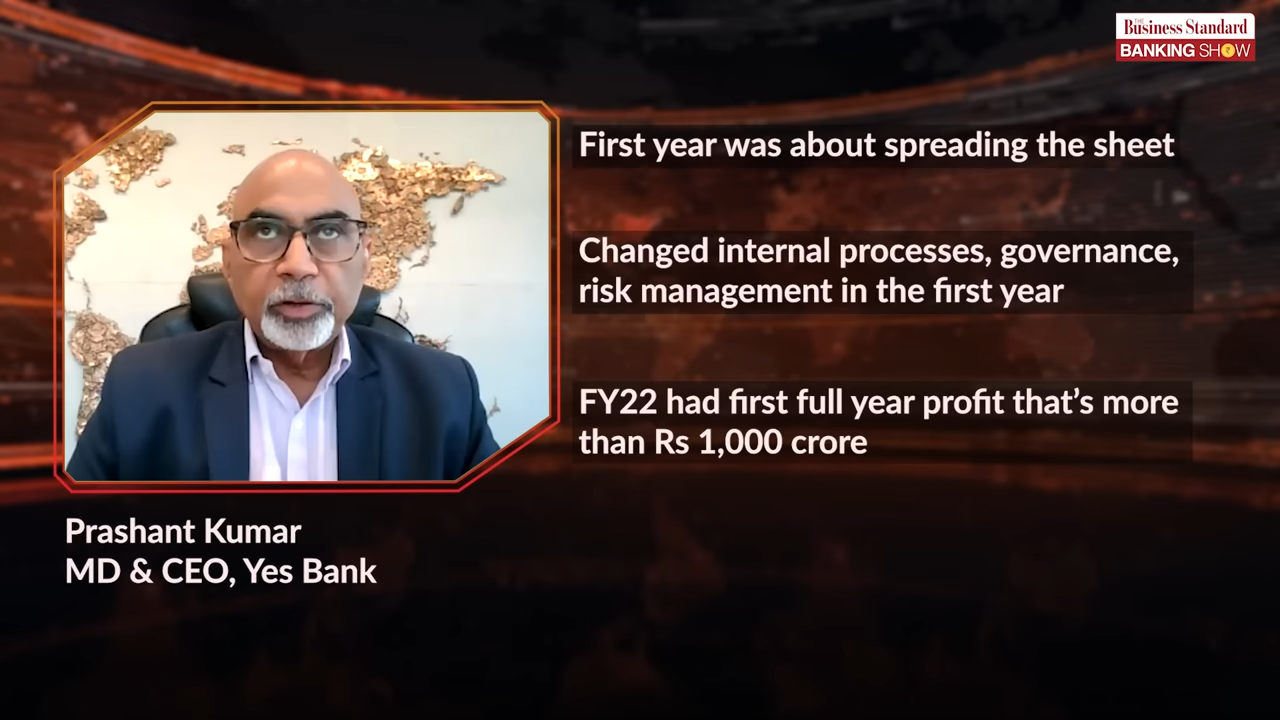 THE
Business Standard
BANKING SHOW
First year was about spreading the sheet
Changed internal processes, governance,
risk management in the first year
FY22 had first full year profit that’s more
than Rs 1,000 crore
Prashant Kumar
MD & CEO, Yes Bank